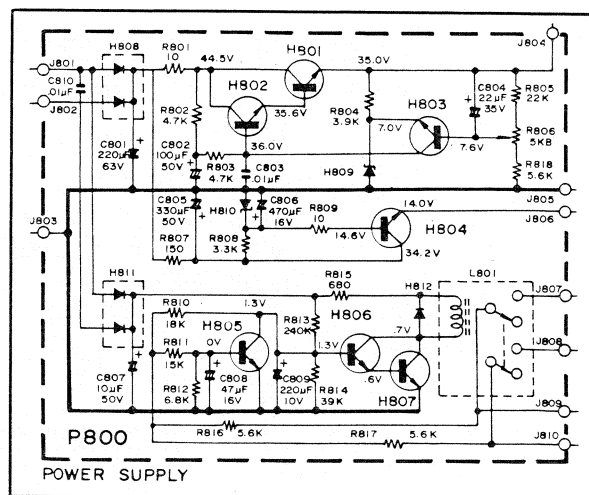 J801
C810
.01µF
J802
H808
R801
10
44.5V
H801
35.0V
J804
H802
35.6V
R802
4.7K
C801
220µF
63V
C802
100µF
50V
R803
4.7K
36.0V
C803
.01µF
R804
3.9K
7.0V
H803
C804
22µF
35V
R805
22K
7.6V
R806
5KB
H809
R818
5.6K
J805
J806
J803
C805
330µF
50V
H810
C806
470µF
16V
R809
10
14.0V
14.6V
H804
34.2V
R807
150
R808
3.3K
H811
R810
18K
1.3V
R815
680
H812
L801
J807
R811
15K
0V
H805
R813
240K
H806
1.3V
.7V
J808
C807
10µF
50V
R812
6.8K
C808
47µF
16V
C809
220µF
10V
R814
39K
.6V
H807
J809
P800
R816
5.6K
R817
5.6K
J810
POWER SUPPLY